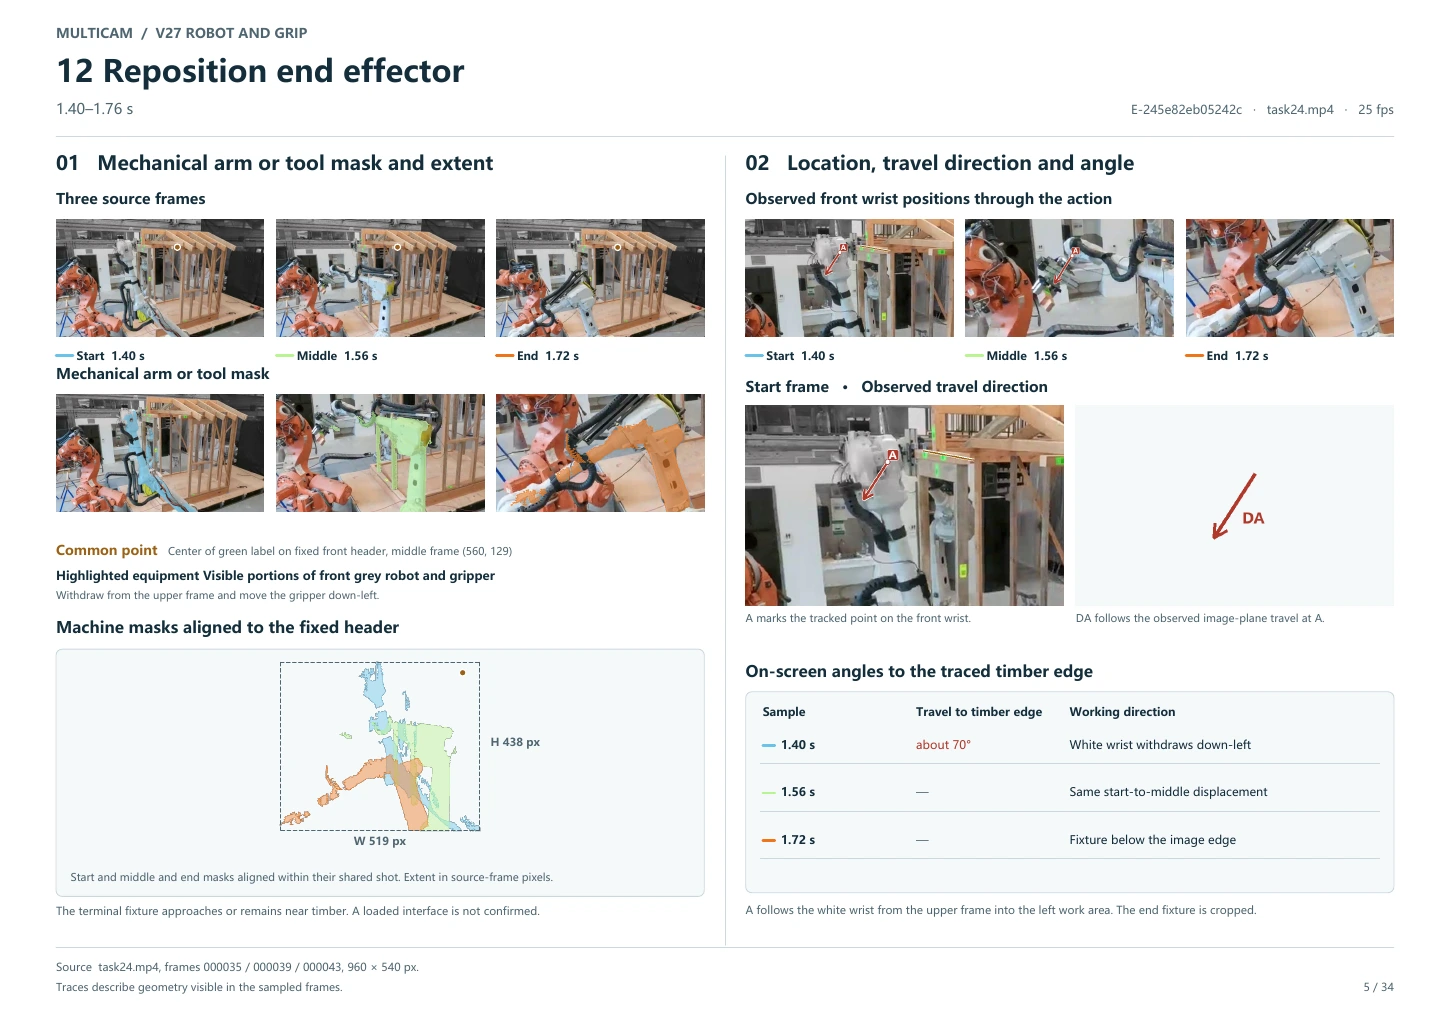 MULTICAM / V27 ROBOT AND GRIP
12 Reposition end effector
1.40–1.76 s
E-245e82eb05242c · task24.mp4 · 25 fps
01 Mechanical arm or tool mask and extent
Three source frames
Start 1.40 s
Middle 1.56 s
End 1.72 s
Mechanical arm or tool mask
Common point Center of green label on fixed front header, middle frame (560, 129)
Highlighted equipment Visible portions of front grey robot and gripper
Withdraw from the upper frame and move the gripper down-left.
Machine masks aligned to the fixed header
H 438 px
W 519 px
Start and middle and end masks aligned within their shared shot. Extent in source-frame pixels.
The terminal fixture approaches or remains near timber. A loaded interface is not confirmed.
02 Location, travel direction and angle
Observed front wrist positions through the action
A
A
Start 1.40 s
Middle 1.56 s
End 1.72 s
Start frame • Observed travel direction
A
DA
A marks the tracked point on the front wrist.
DA follows the observed image-plane travel at A.
On-screen angles to the traced timber edge
Sample Travel to timber edge Working direction
1.40 s about 70° White wrist withdraws down-left
1.56 s — Same start-to-middle displacement
1.72 s — Fixture below the image edge
A follows the white wrist from the upper frame into the left work area. The end fixture is cropped.
Source task24.mp4, frames 000035 / 000039 / 000043, 960 × 540 px.
Traces describe geometry visible in the sampled frames.
5 / 34